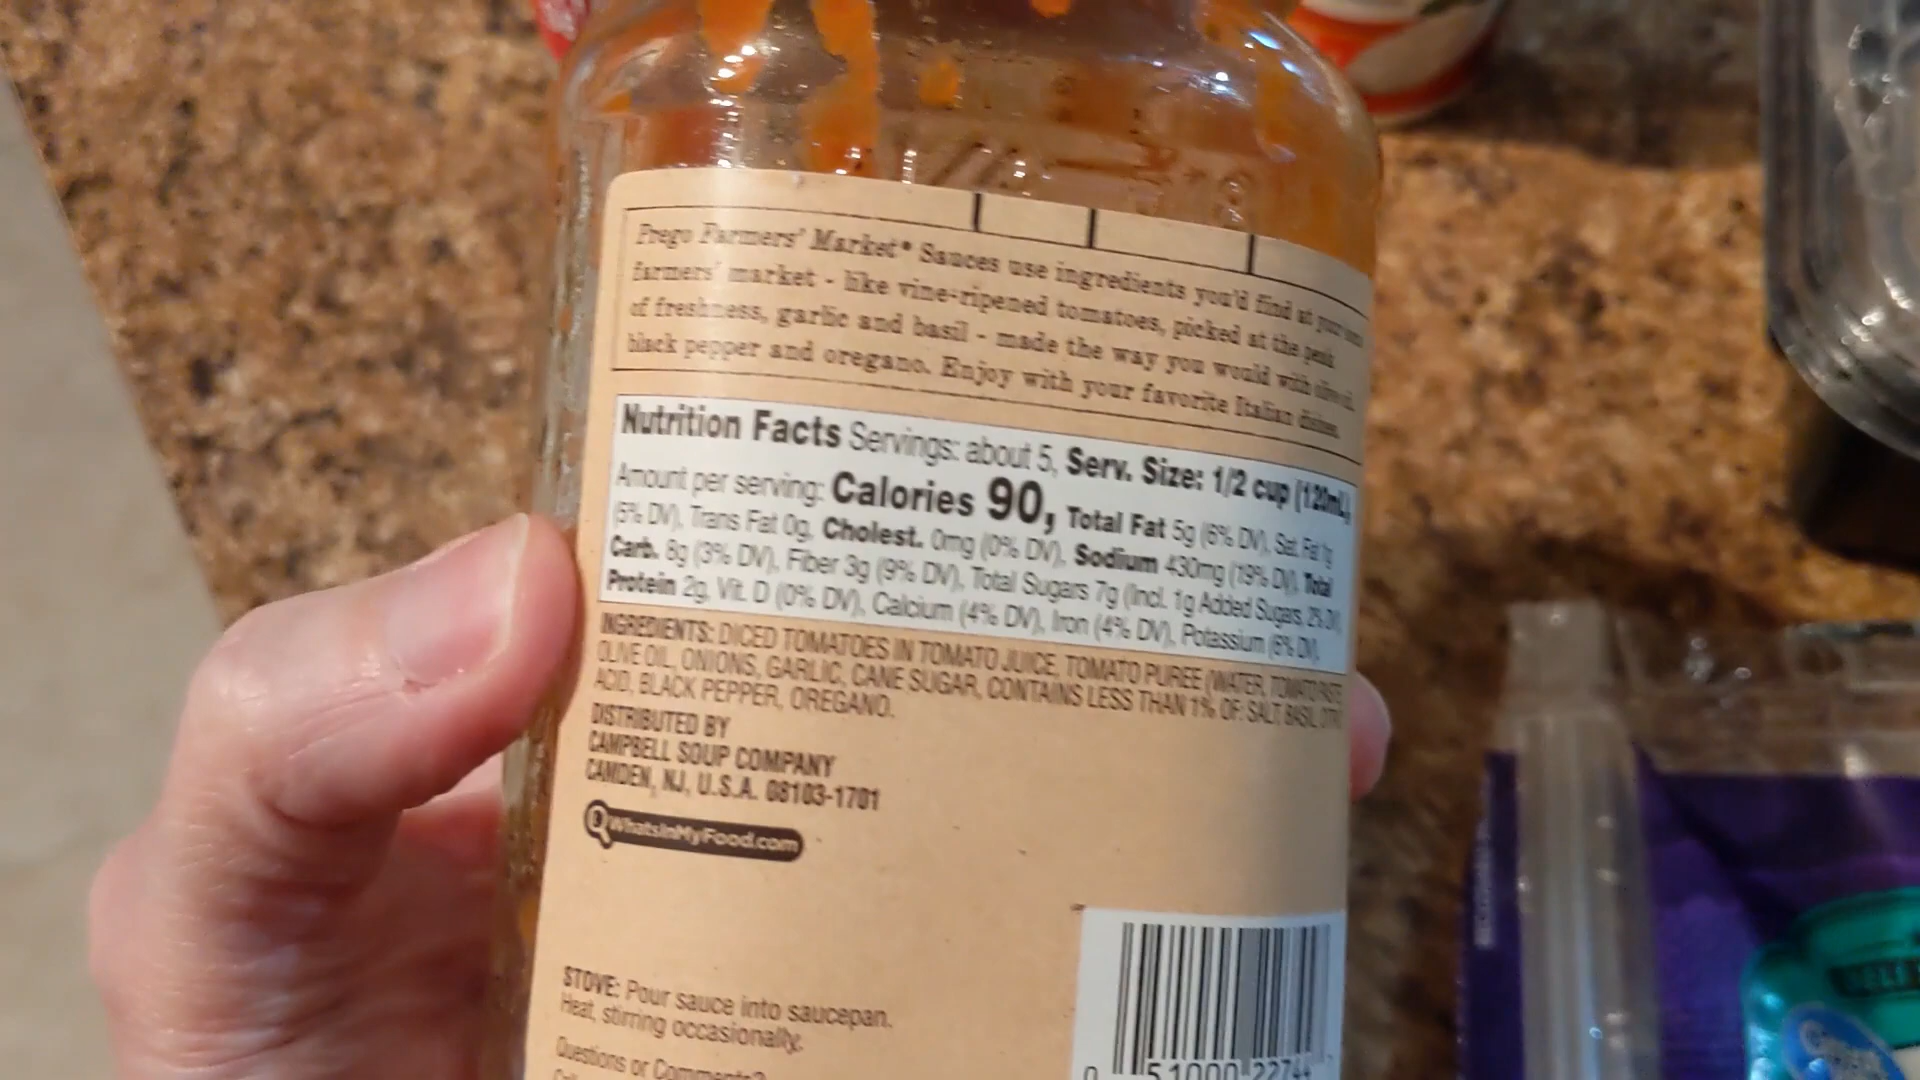 Prego Farmers' Market* Sauces use ingredients you'd find at your
farmers' market - like vine-ripened tomatoes, picked at the peak
of freshness, garlic and basil - made the way you would with olive oil,
black pepper and oregano. Enjoy with your favorite Italian dishes.
Nutrition Facts Servings: about 5, Serv. Size: 1/2 cup (120mL),
Amount per serving: Calories 90, Total Fat 5g (6% DV), Sat. Fat 1g
(5% DV), Trans Fat 0g, Cholest. 0mg (0% DV), Sodium 430mg (19% DV), Total
Carb. 8g (3% DV), Fiber 3g (9% DV), Total Sugars 7g (Incl. 1g Added Sugars, 2% DV),
Protein 2g, Vit. D (0% DV), Calcium (4% DV), Iron (4% DV), Potassium (6% DV).
INGREDIENTS: DICED TOMATOES IN TOMATO JUICE, TOMATO PUREE (WATER, TOMATO PASTE
OLIVE OIL, ONIONS, GARLIC, CANE SUGAR, CONTAINS LESS THAN 1% OF: SALT, BASIL, CITRIC
ACID, BLACK PEPPER, OREGANO.
DISTRIBUTED BY
CAMPBELL SOUP COMPANY
CAMDEN, NJ, U.S.A. 08103-1701
WhatsInMyFood.com
STOVE: Pour sauce into saucepan.
Heat, stirring occasionally.
Questions or Comments?
0 51000 2274